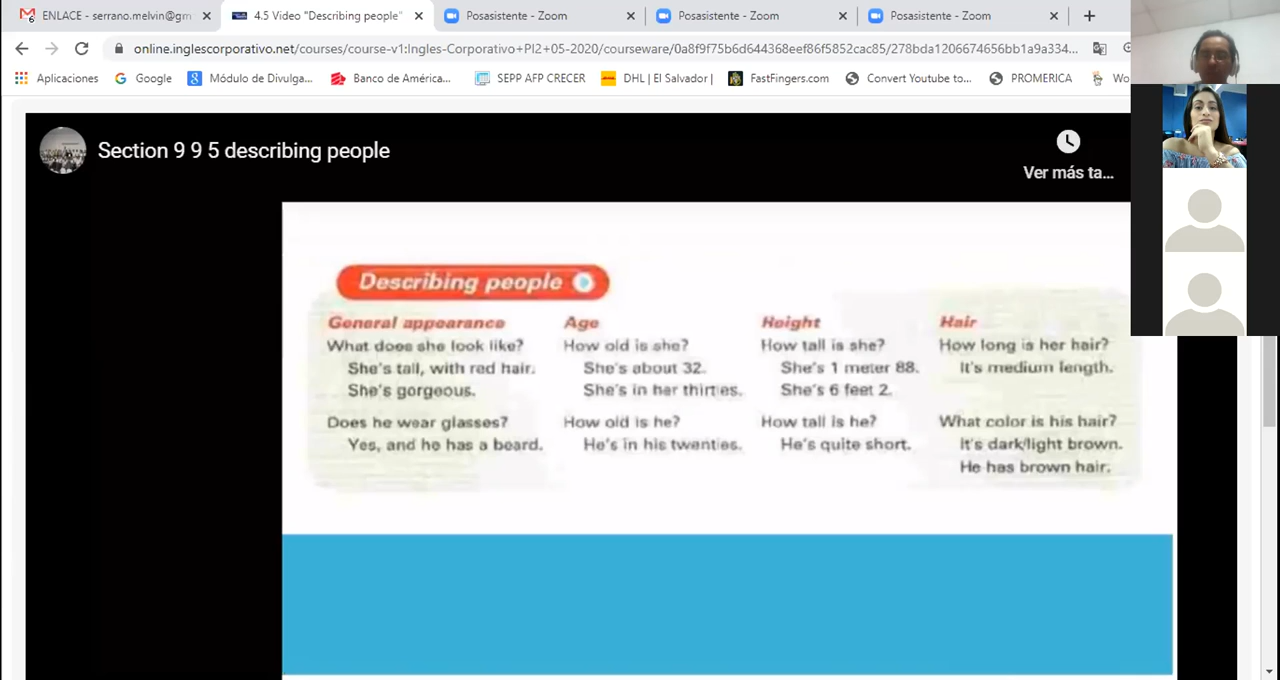 ENLACE - serrano.melvin@gm
4.5 Video "Describing people"
Posasistente - Zoom
Posasistente - Zoom
Posasistente - Zoom
online.inglescorporativo.net/courses/course-v1:Ingles-Corporativo+PI2+05-2020/courseware/0a8f9f75b6d644368eef86f5852cac85/278bda1206674656bb1a9a334...
Aplicaciones
Google
Módulo de Divulga...
Banco de América...
SEPP AFP CRECER
DHL | El Salvador |
FastFingers.com
Convert Youtube to...
PROMERICA
Wo
Section 9 9 5 describing people
Ver más ta...
Describing people
General appearance
What does she look like?
She's tall, with red hair.
She's gorgeous.
Does he wear glasses?
Yes, and he has a beard.
Age
How old is she?
She's about 32.
She's in her thirties.
How old is he?
He's in his twenties.
Height
How tall is she?
She's 1 meter 88.
She's 6 feet 2.
How tall is he?
He's quite short.
Hair
How long is her hair?
It's medium length.
What color is his hair?
It's dark/light brown.
He has brown hair.